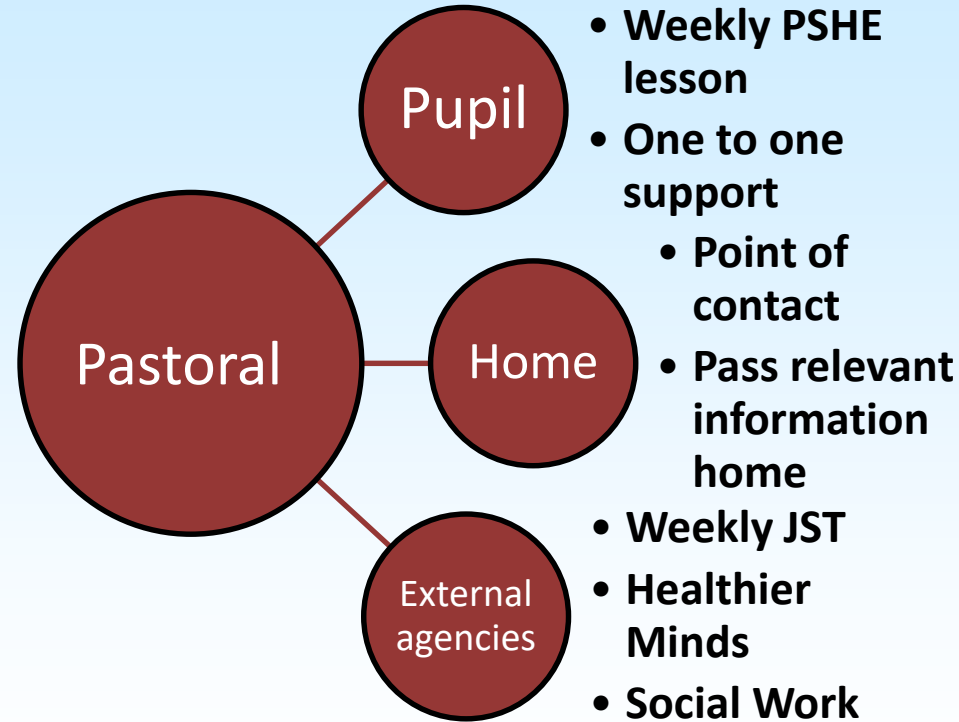 Pastoral
Pupil
• Weekly PSHE
lesson
• One to one
support
Home
• Point of
contact
• Pass relevant
information
home
External
agencies
• Weekly JST
• Healthier
Minds
• Social Work